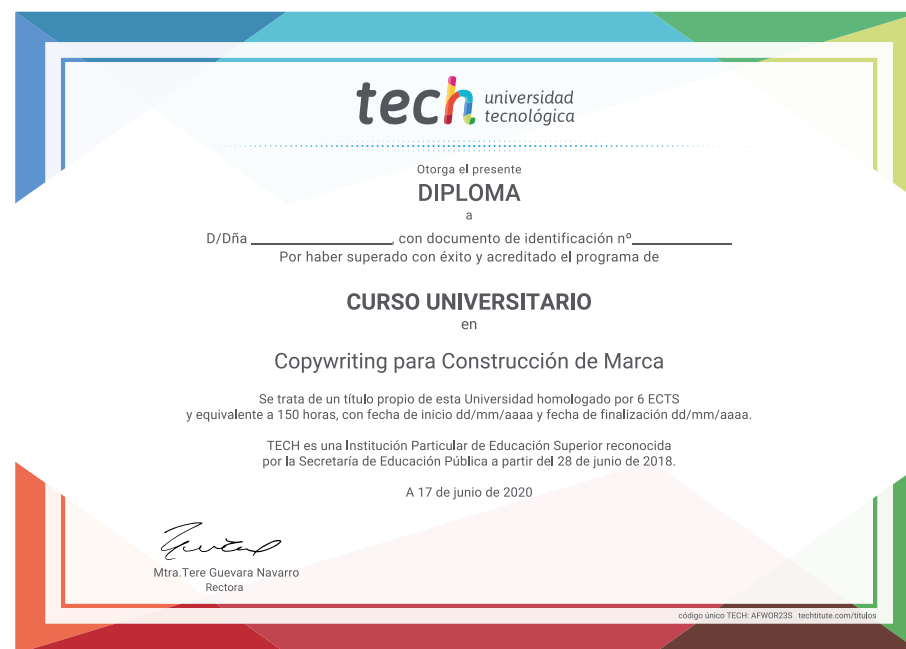 tech universidad
tecnológica
Otorga el presente
DIPLOMA
a
D/Dña ____________________, con documento de identificación nº______________
Por haber superado con éxito y acreditado el programa de
CURSO UNIVERSITARIO
en
Copywriting para Construcción de Marca
Se trata de un título propio de esta Universidad homologado por 6 ECTS
y equivalente a 150 horas, con fecha de inicio dd/mm/aaaa y fecha de finalización dd/mm/aaaa.
TECH es una Institución Particular de Educación Superior reconocida
por la Secretaría de Educación Pública a partir del 28 de junio de 2018.
A 17 de junio de 2020
Mtra.Tere Guevara Navarro
Rectora
código único TECH: AFWOR23S techtitute.com/titulos